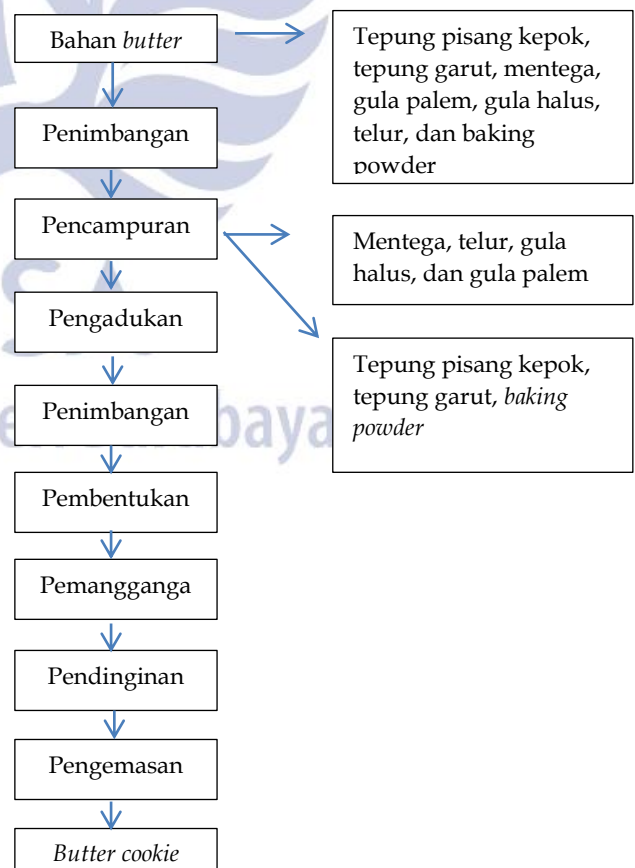 Bahan butter
Tepung pisang kepok,
tepung garut, mentega,
gula palem, gula halus,
telur, dan baking
powder
Penimbangan
Pencampuran
Mentega, telur, gula
halus, dan gula palem
Tepung pisang kepok,
tepung garut, baking
powder
Pengadukan
Penimbangan
Pembentukan
Pemangganga
Pendinginan
Pengemasan
Butter cookie